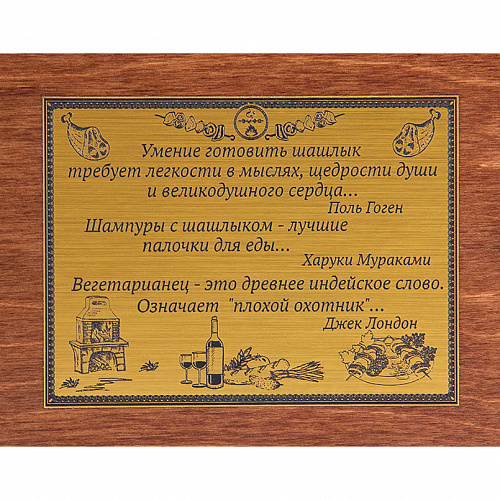 Умение готовить шашлык
требует легкости в мыслях, щедрости души
и великодушного сердца...
Поль Гоген
Шампуры с шашлыком - лучшие
палочки для еды...
Харуки Мураками
Вегетарианец - это древнее индейское слово.
Означает "плохой охотник"...
Джек Лондон